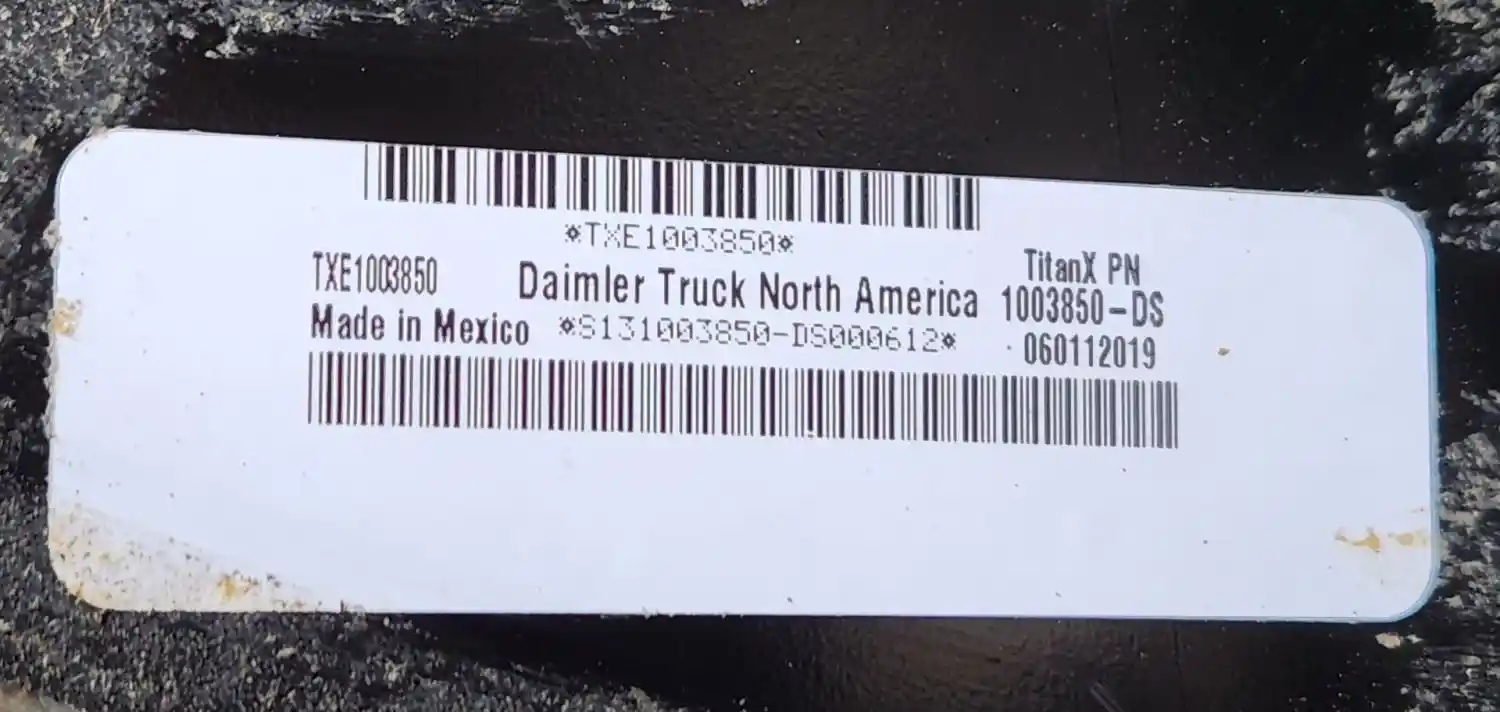 *TXE1003850*
TXE1003850
Daimler Truck North America
TitanX PN
1003850-DS
Made in Mexico
*S131003850-DS000612*
060112019